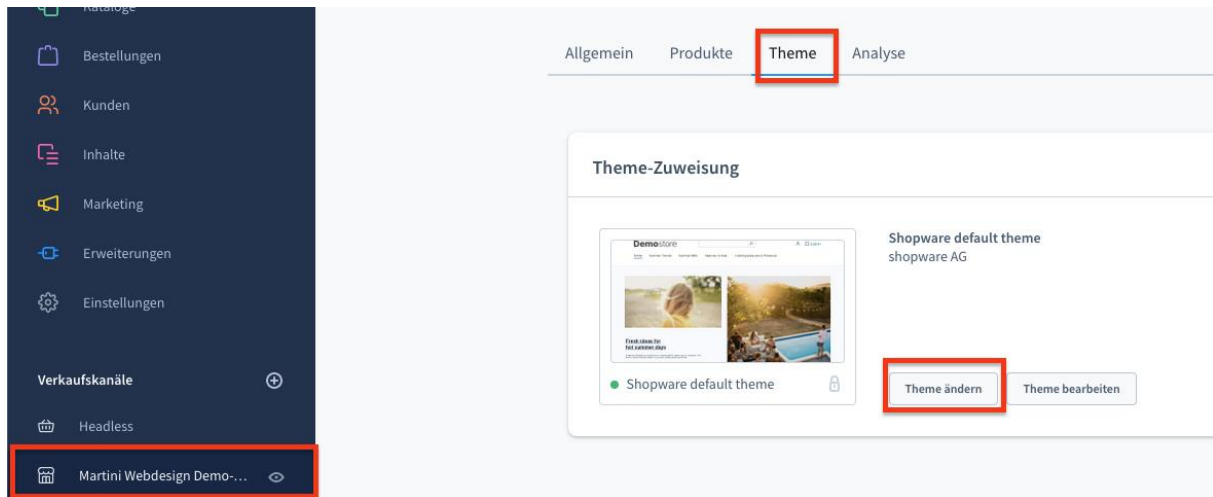 Kataloge
Bestellungen
Kunden
Inhalte
Marketing
Erweiterungen
Einstellungen
Verkaufskanäle
Headless
Martini Webdesign Demo-...
Allgemein Produkte Theme Analyse
Theme-Zuweisung
Demostore
Fresh ideas for
hot summer days
Shopware default theme
Shopware default theme
shopware AG
Theme ändern Theme bearbeiten